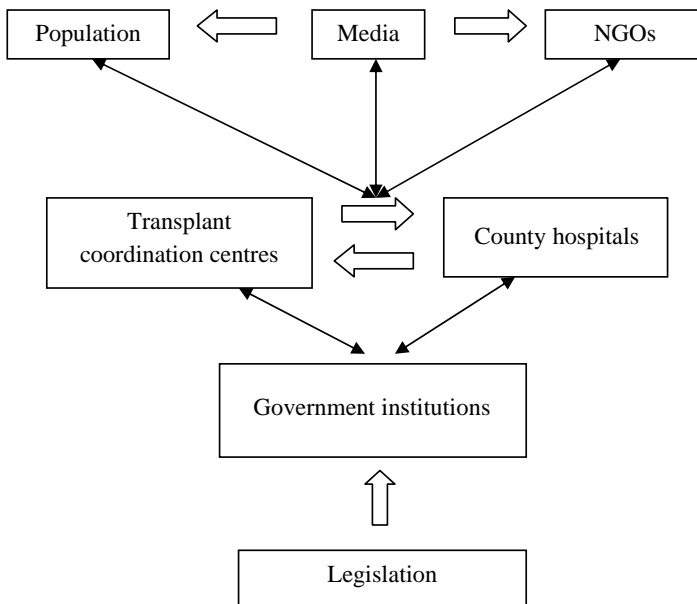 Population
Media
NGOs
Transplant
coordination centres
County hospitals
Government institutions
Legislation